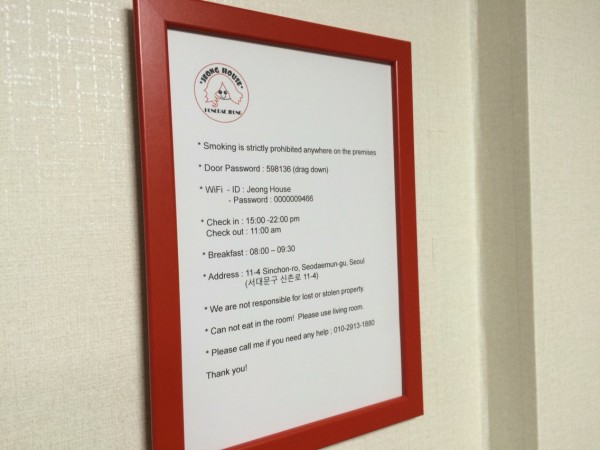 JEONG HOUSE
* Smoking is strictly prohibited anywhere on the premises
* Door Password : 598136 (drag down)
* WiFi - ID : Jeong House
- Password : 0000009466
* Check in : 15:00 -22:00 pm
Check out : 11:00 am
* Breakfast : 08:00 – 09:30
* Address : 11-4 Sinchon-ro, Seodaemun-gu, Seoul
(서대문구 신촌로 11-4)
* We are not responsible for lost or stolen property.
* Can not eat in the room! Please use living room.
* Please call me if you need any help ; 010-2913-1880
Thank you!